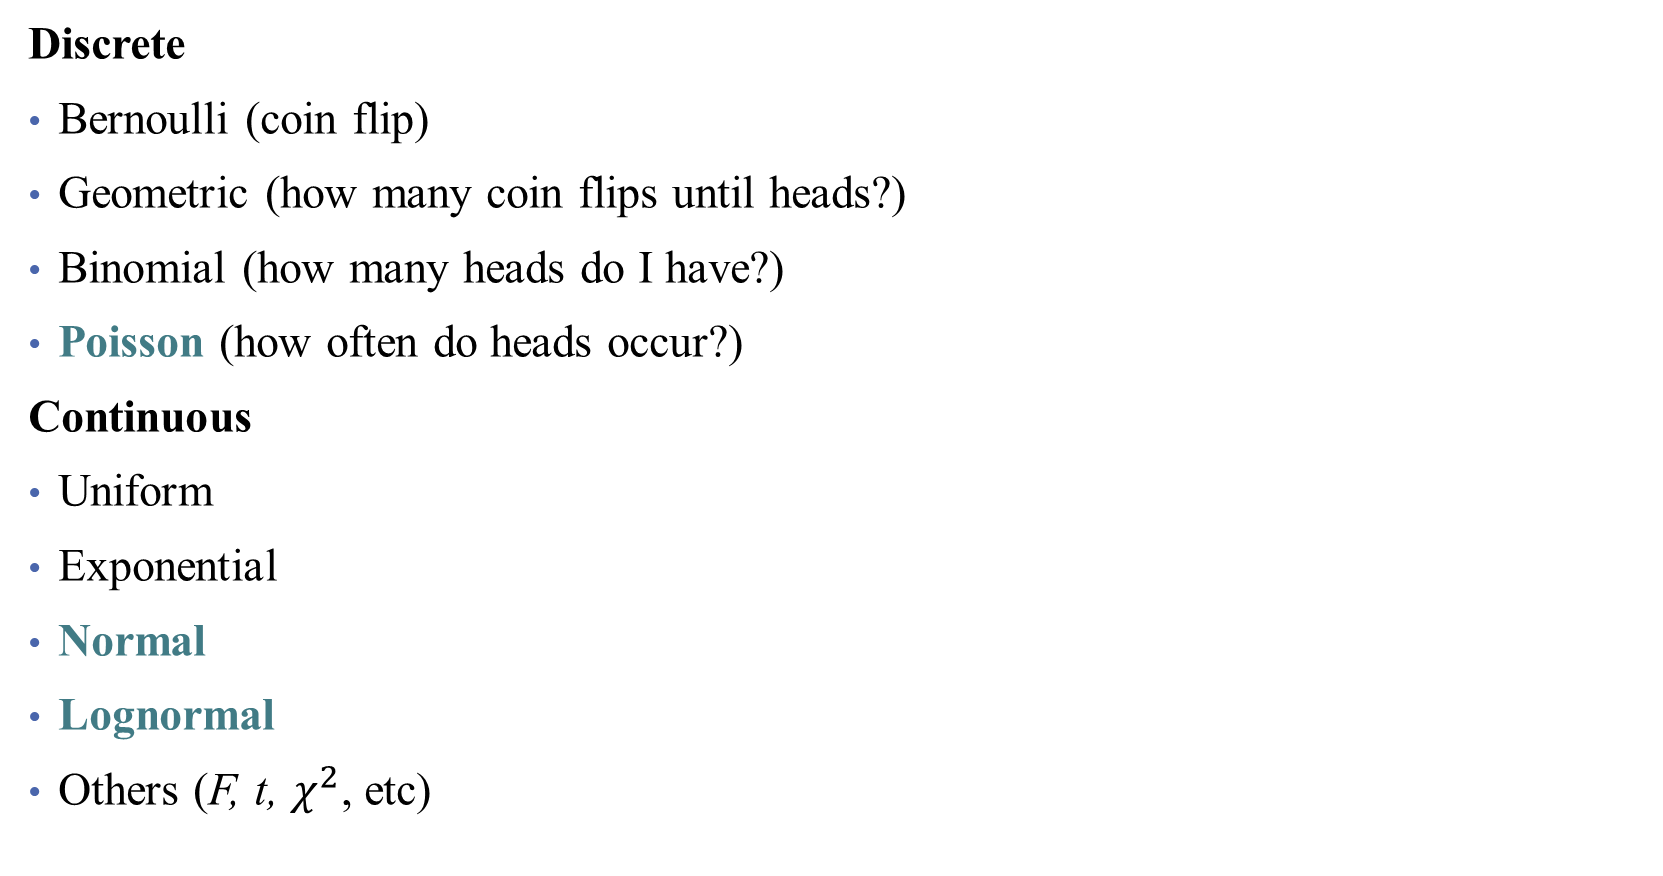 Discrete
• Bernoulli (coin flip)
• Geometric (how many coin flips until heads?)
• Binomial (how many heads do I have?)
• Poisson (how often do heads occur?)
Continuous
• Uniform
• Exponential
• Normal
• Lognormal
• Others (F, t, χ², etc)